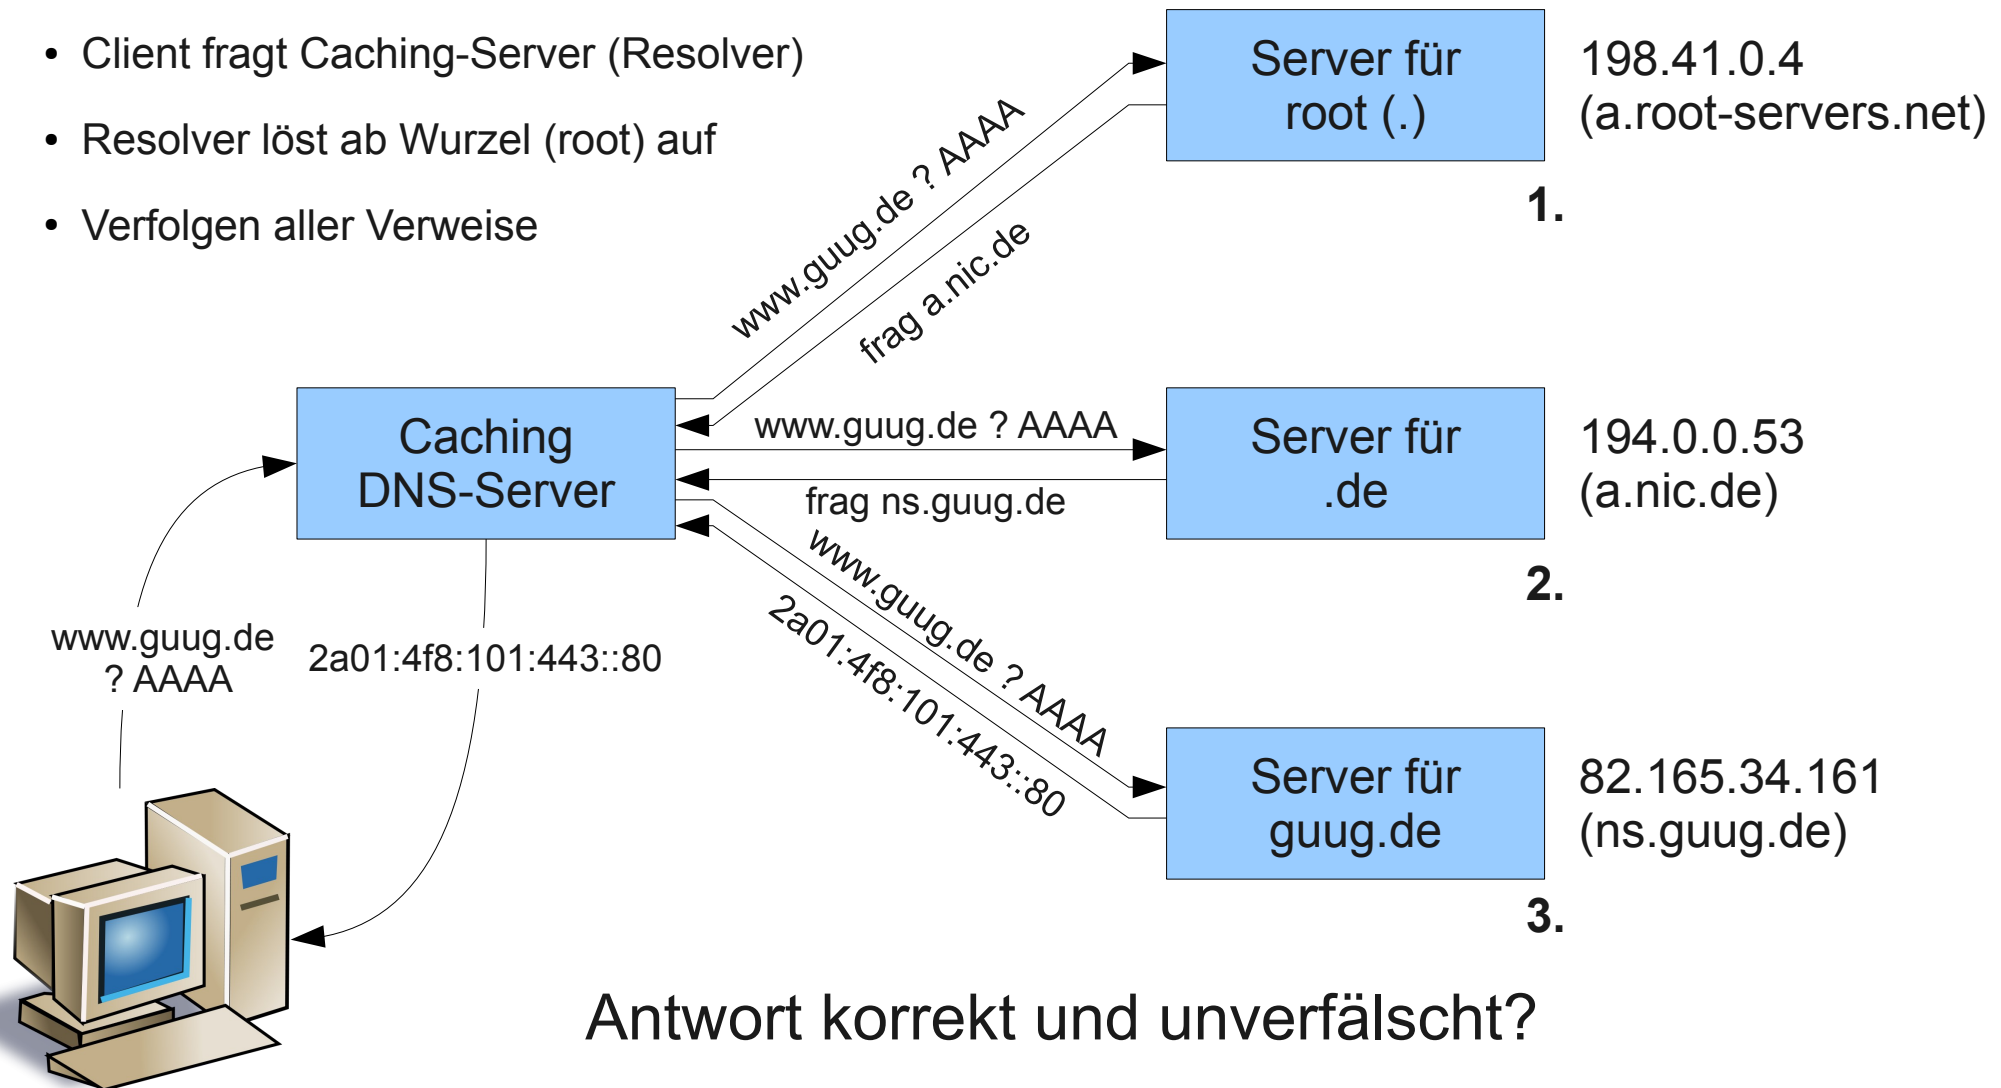 • Client fragt Caching-Server (Resolver)
• Resolver löst ab Wurzel (root) auf
• Verfolgen aller Verweise
Server für
root (.)
198.41.0.4
(a.root-servers.net)
1.
www.guug.de ? AAAA
frag a.nic.de
Caching
DNS-Server
www.guug.de ? AAAA
frag ns.guug.de
Server für
.de
194.0.0.53
(a.nic.de)
2.
www.guug.de ? AAAA
2a01:4f8:101:443::80
www.guug.de
? AAAA
2a01:4f8:101:443::80
Server für
guug.de
82.165.34.161
(ns.guug.de)
3.
Antwort korrekt und unverfälscht?